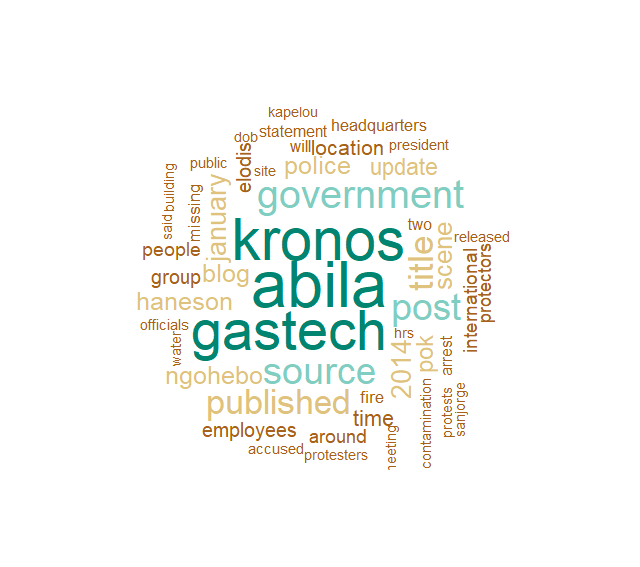 kapelou
dob
statement
headquarters
elodis
will
location
president
public
site
police
update
said
building
missing
january
government
two
released
kronos
title
scene
people
group
blog
abila
international
protectors
haneson
post
officials
gastech
hrs
water
2014
pok
arrest
ngohebo
source
published
fire
time
contamination
protests
sanjorge
employees
around
accused
protesters